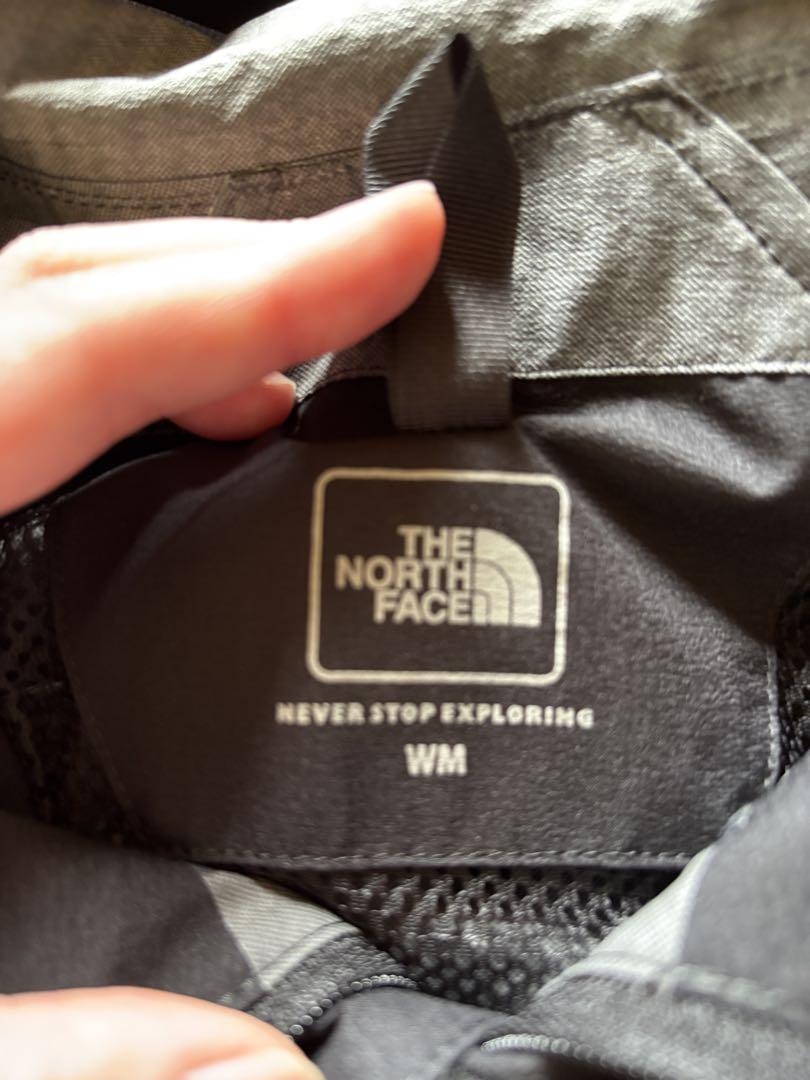 THE
NORTH
FACE
NEVER STOP EXPLORING
WM